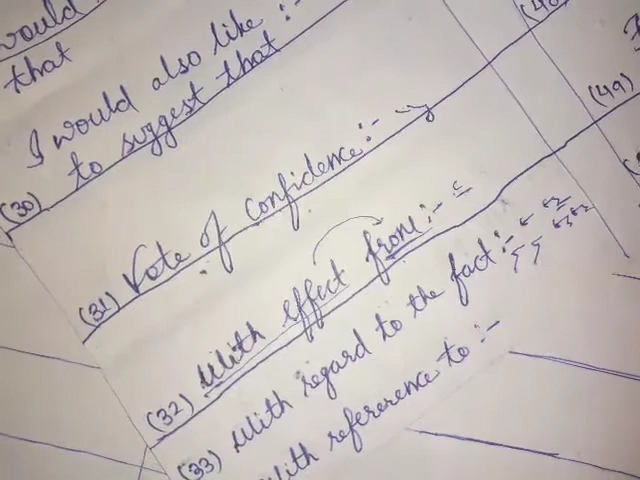 would
that
I would also like :-
(30) to suggest that
(31) Vote of Confidence :-
(32) With effect from :-
(33) With regard to the fact :-
With refererence to :-
(49)